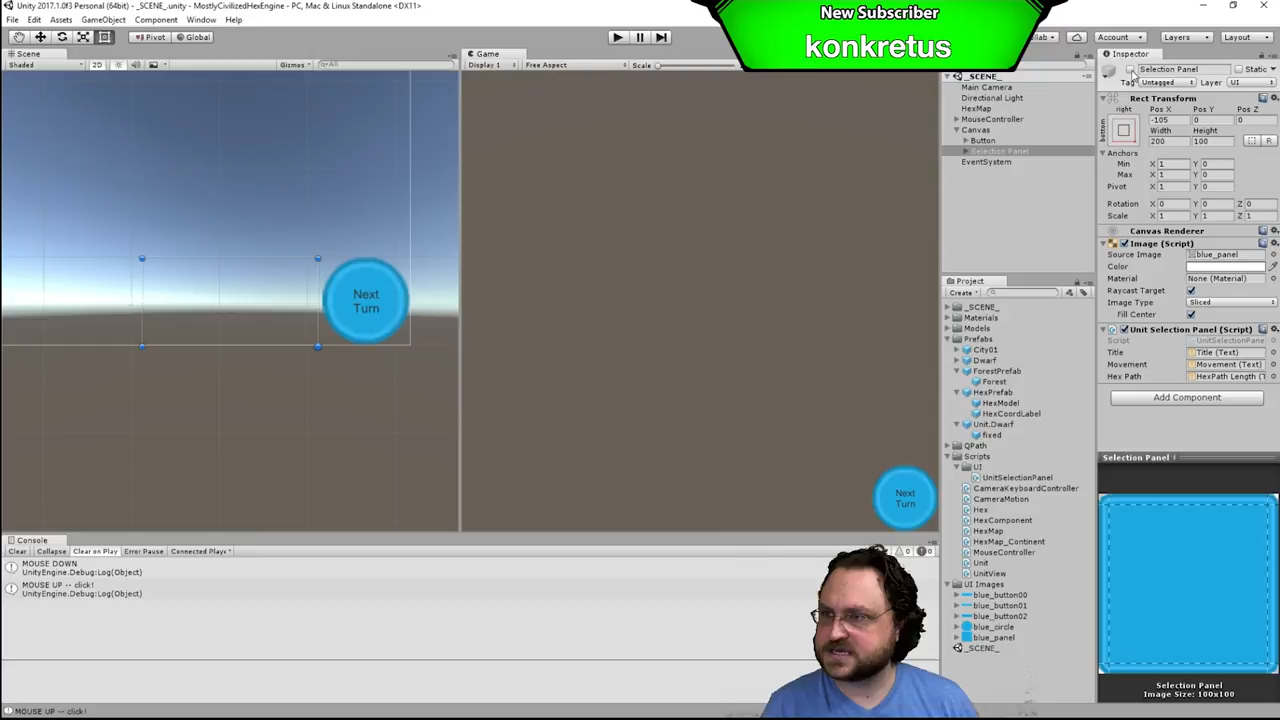 Unity 2017.1.0f3 Personal (64bit) - _SCENE_.unity - MostlyCivilizedHexEngine - PC, Mac & Linux Standalone <DX11>
File Edit Assets GameObject Component Window Help
Pivot Global
Account Layers Layout
New Subscriber
konkretus
Scene
Shaded 2D Gizmos All
Next
Turn
Game
Display 1 Free Aspect Scale
Next
Turn
_SCENE_
Main Camera
Directional Light
HexMap
MouseController
Canvas
Button
Selection Panel
EventSystem
Project
Create
_SCENE_
Materials
Models
Prefabs
City01
Dwarf
ForestPrefab
Forest
HexPrefab
HexModel
HexCoordLabel
Unit.Dwarf
fixed
QPath
Scripts
UI
UnitSelectionPanel
CameraKeyboardController
CameraMotion
Hex
HexComponent
HexMap
HexMap_Continent
MouseController
Unit
UnitView
UI Images
blue_button00
blue_button01
blue_button02
blue_circle
blue_panel
_SCENE_
Inspector
Selection Panel Static
Tag Untagged Layer UI
Rect Transform
right Pos X Pos Y Pos Z
-105 0 0
bottom Width Height
200 100 R
Anchors
Min X 1 Y 0
Max X 1 Y 0
Pivot X 1 Y 0
Rotation X 0 Y 0 Z 0
Scale X 1 Y 1 Z 1
Canvas Renderer
Image (Script)
Source Image blue_panel
Color
Material None (Material)
Raycast Target
Image Type Sliced
Fill Center
Unit Selection Panel (Script)
Script UnitSelectionPane
Title Title (Text)
Movement Movement (Text)
Hex Path HexPath Length (T
Add Component
Selection Panel
Selection Panel
Image Size: 100x100
Console
Clear Collapse Clear on Play Error Pause Connected Player
0 0
MOUSE DOWN
UnityEngine.Debug:Log(Object)
MOUSE UP -- click!
UnityEngine.Debug:Log(Object)
MOUSE UP -- click!